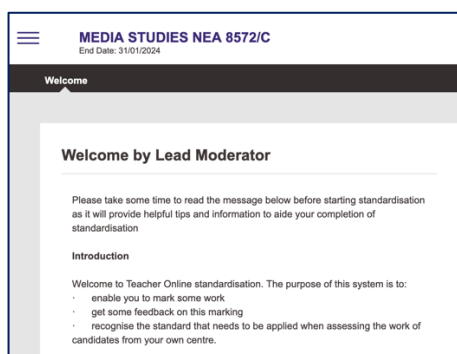 MEDIA STUDIES NEA 8572/C
End Date: 31/01/2024
Welcome
Welcome by Lead Moderator
Please take some time to read the message below before starting standardisation
as it will provide helpful tips and information to aide your completion of
standardisation
Introduction
Welcome to Teacher Online standardisation. The purpose of this system is to:
· enable you to mark some work
· get some feedback on this marking
· recognise the standard that needs to be applied when assessing the work of
candidates from your own centre.